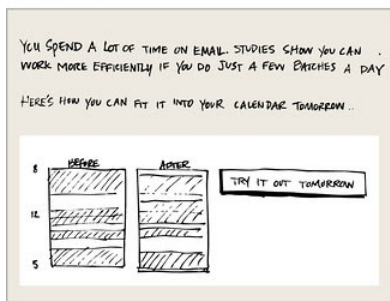 YOU SPEND A LOT OF TIME ON EMAIL. STUDIES SHOW YOU CAN
WORK MORE EFFICIENTLY IF YOU DO JUST A FEW BATCHES A DAY
HERE'S HOW YOU CAN FIT IT INTO YOUR CALENDAR TOMORROW..
BEFORE AFTER
8
TRY IT OUT TOMORROW
12
5